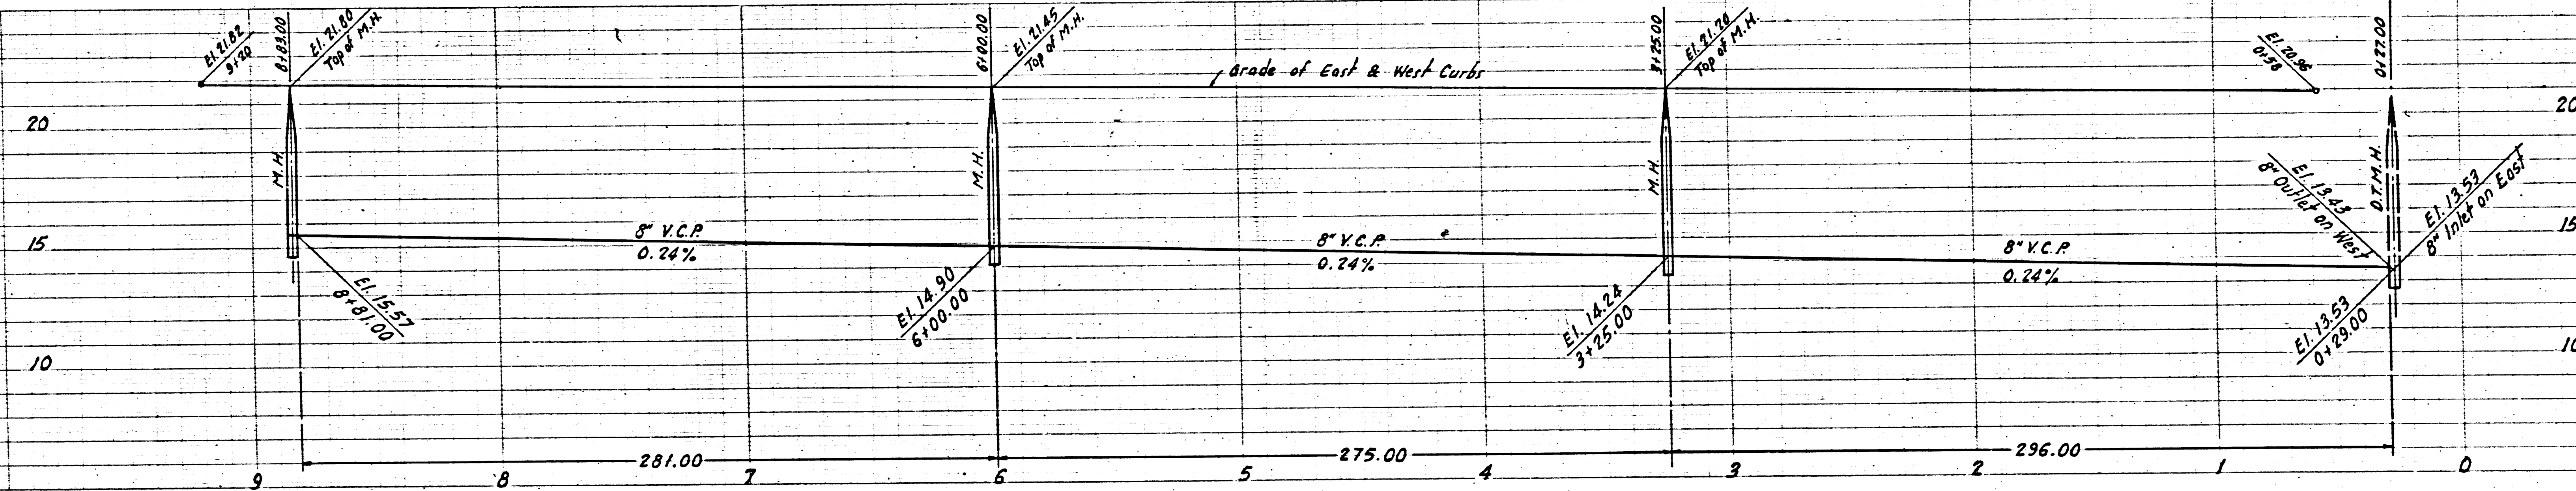 El. 21.82
9+20
8+83.00
El. 21.80
Top of M.H.
6+00.00
El. 21.45
Top of M.H.
Grade of East & West Curbs
3+25.00
El. 21.20
Top of M.H.
El. 20.96
0+58
0+27.00
20
20
M.H.
M.H.
M.H.
D.T.M.H.
El. 13.43
8" Outlet on West
El. 13.53
8" Inlet on East
15
15
8" V.C.P.
0.24%
8" V.C.P.
0.24%
8" V.C.P.
0.24%
El. 15.57
8+81.00
El. 14.90
6+00.00
El. 14.24
3+25.00
El. 13.53
0+29.00
10
10
281.00
275.00
296.00
9
8
7
6
5
4
3
2
1
0